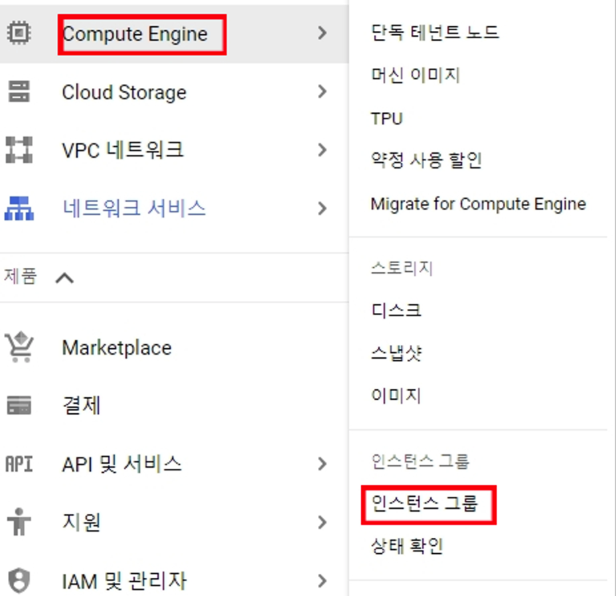 Compute Engine
Cloud Storage
VPC 네트워크
네트워크 서비스
제품
Marketplace
결제
API
API 및 서비스
지원
IAM 및 관리자
단독 테넌트 노드
머신 이미지
TPU
약정 사용 할인
Migrate for Compute Engine
스토리지
디스크
스냅샷
이미지
인스턴스 그룹
인스턴스 그룹
상태 확인